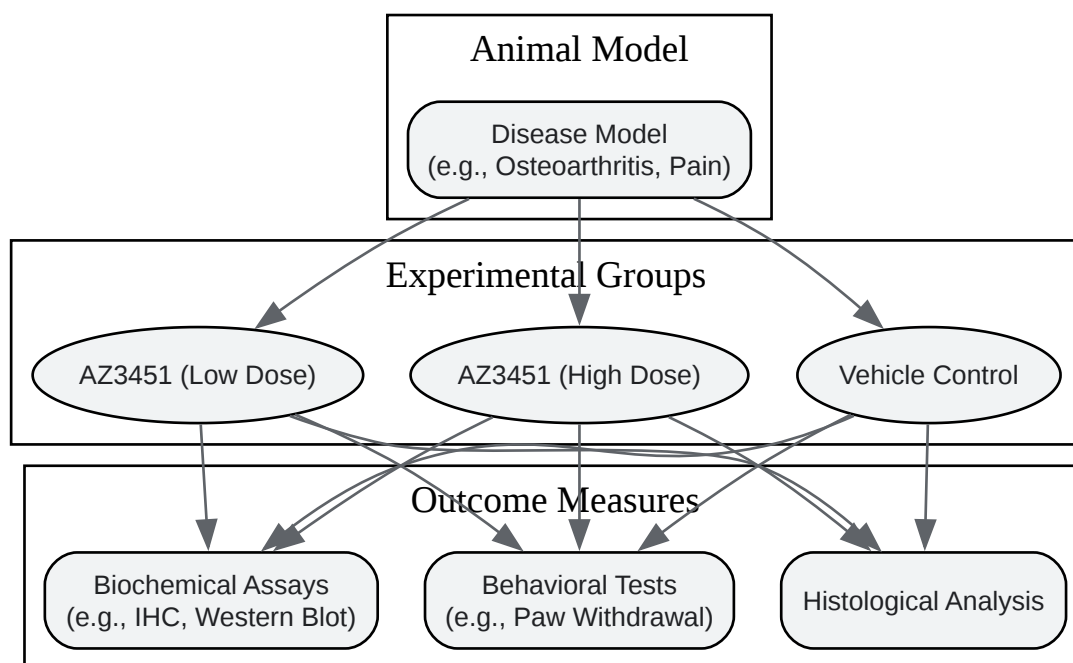 Animal Model
Disease Model
(e.g., Osteoarthritis, Pain)
Experimental Groups
AZ3451 (Low Dose)
AZ3451 (High Dose)
Vehicle Control
Outcome Measures
Biochemical Assays
(e.g., IHC, Western Blot)
Behavioral Tests
(e.g., Paw Withdrawal)
Histological Analysis